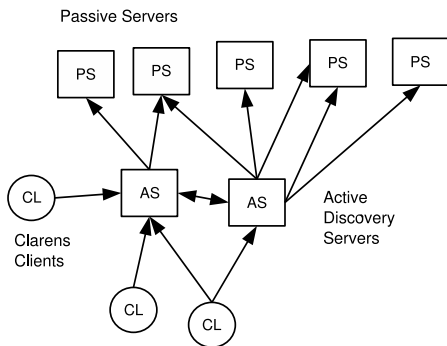 Passive Servers
PS
PS
PS
PS
PS
CL
AS
AS
Clarens
Clients
Active
Discovery
Servers
CL
CL